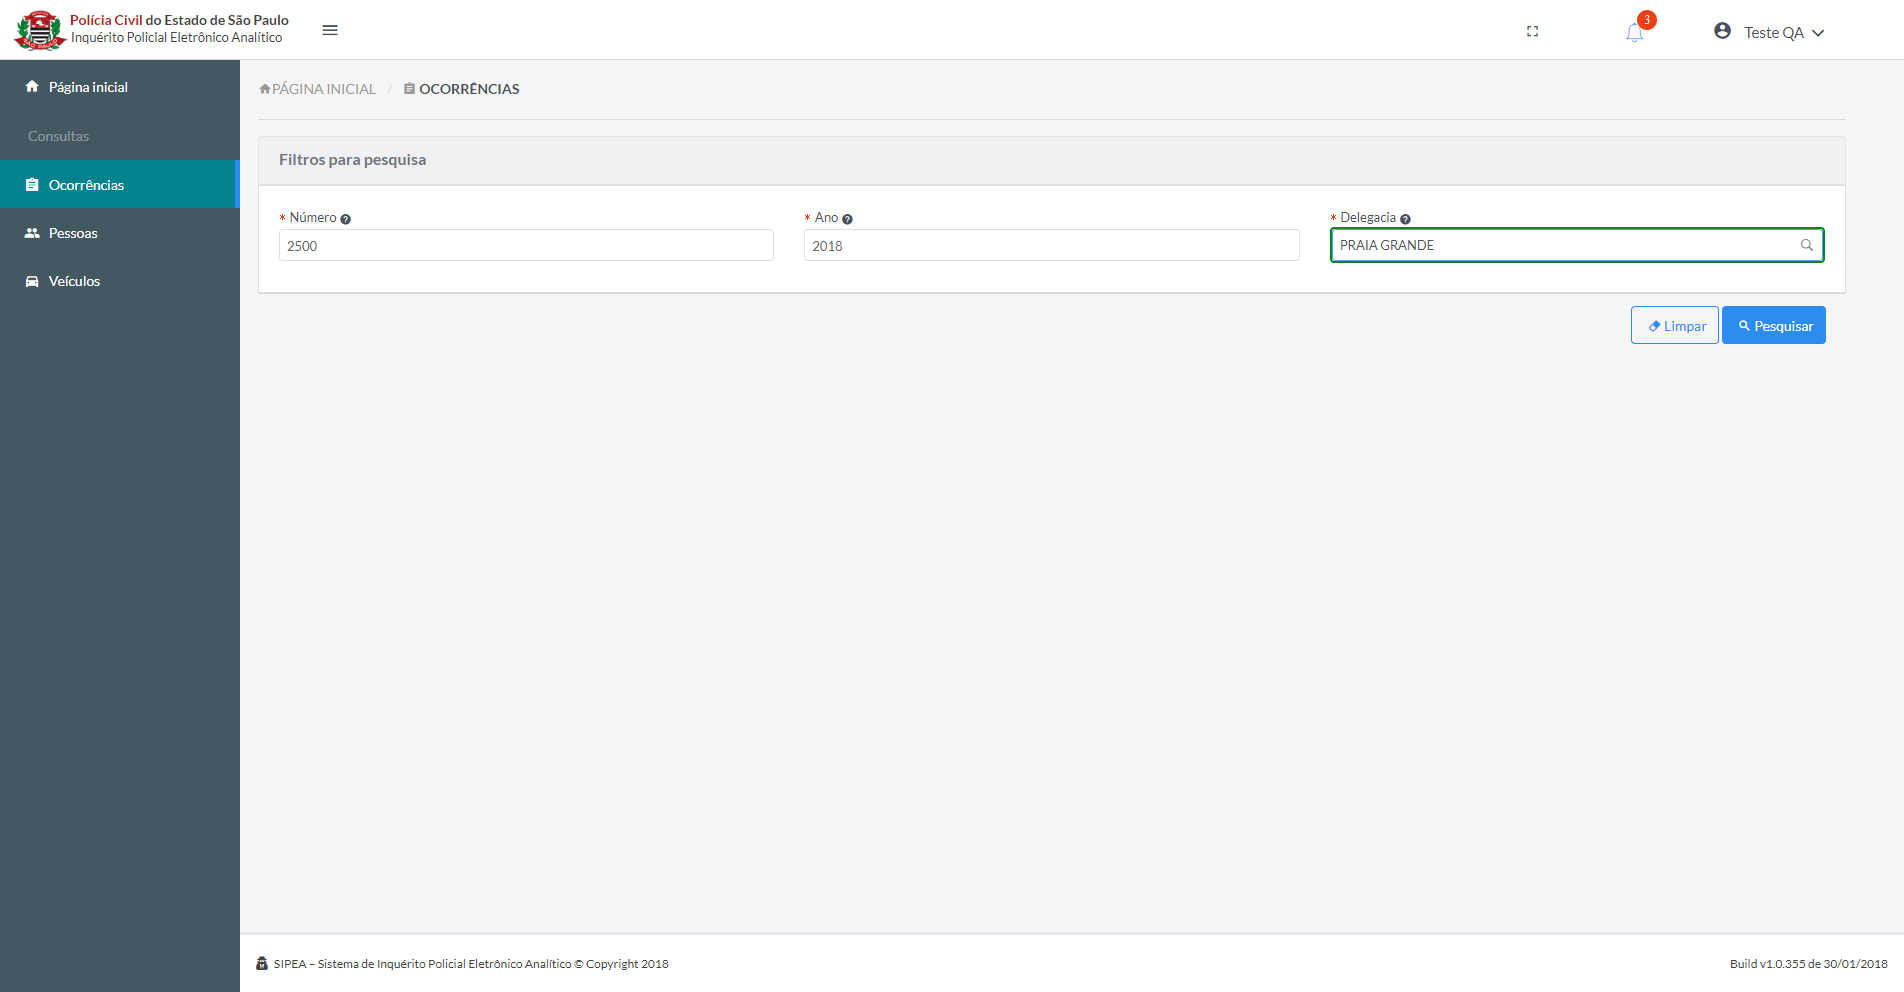 Polícia Civil do Estado de São Paulo
Inquérito Policial Eletrônico Analítico
3
Teste QA
Página inicial
Consultas
Ocorrências
Pessoas
Veículos
PÁGINA INICIAL / OCORRÊNCIAS
Filtros para pesquisa
* Número ?
* Ano ?
* Delegacia ?
2500
2018
PRAIA GRANDE
Limpar
Pesquisar
SIPEA – Sistema de Inquérito Policial Eletrônico Analítico © Copyright 2018
Build v1.0.355 de 30/01/2018